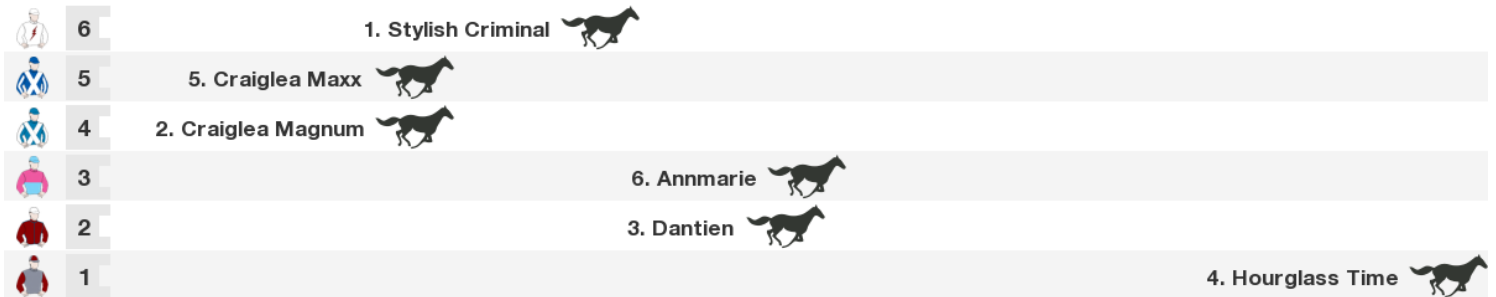 6 1. Stylish Criminal
5 5. Craiglea Maxx
4 2. Craiglea Magnum
3 6. Annmarie
2 3. Dantien
1 4. Hourglass Time